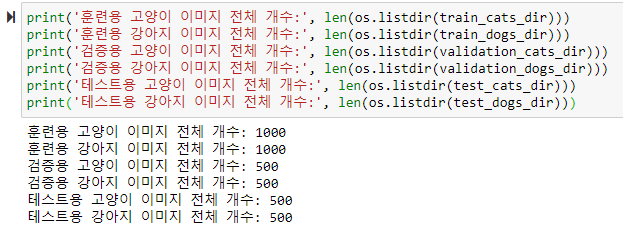 print('훈련용 고양이 이미지 전체 개수:', len(os.listdir(train_cats_dir)))
print('훈련용 강아지 이미지 전체 개수:', len(os.listdir(train_dogs_dir)))
print('검증용 고양이 이미지 전체 개수:', len(os.listdir(validation_cats_dir)))
print('검증용 강아지 이미지 전체 개수:', len(os.listdir(validation_dogs_dir)))
print('테스트용 고양이 이미지 전체 개수:', len(os.listdir(test_cats_dir)))
print('테스트용 강아지 이미지 전체 개수:', len(os.listdir(test_dogs_dir)))
훈련용 고양이 이미지 전체 개수: 1000
훈련용 강아지 이미지 전체 개수: 1000
검증용 고양이 이미지 전체 개수: 500
검증용 강아지 이미지 전체 개수: 500
테스트용 고양이 이미지 전체 개수: 500
테스트용 강아지 이미지 전체 개수: 500